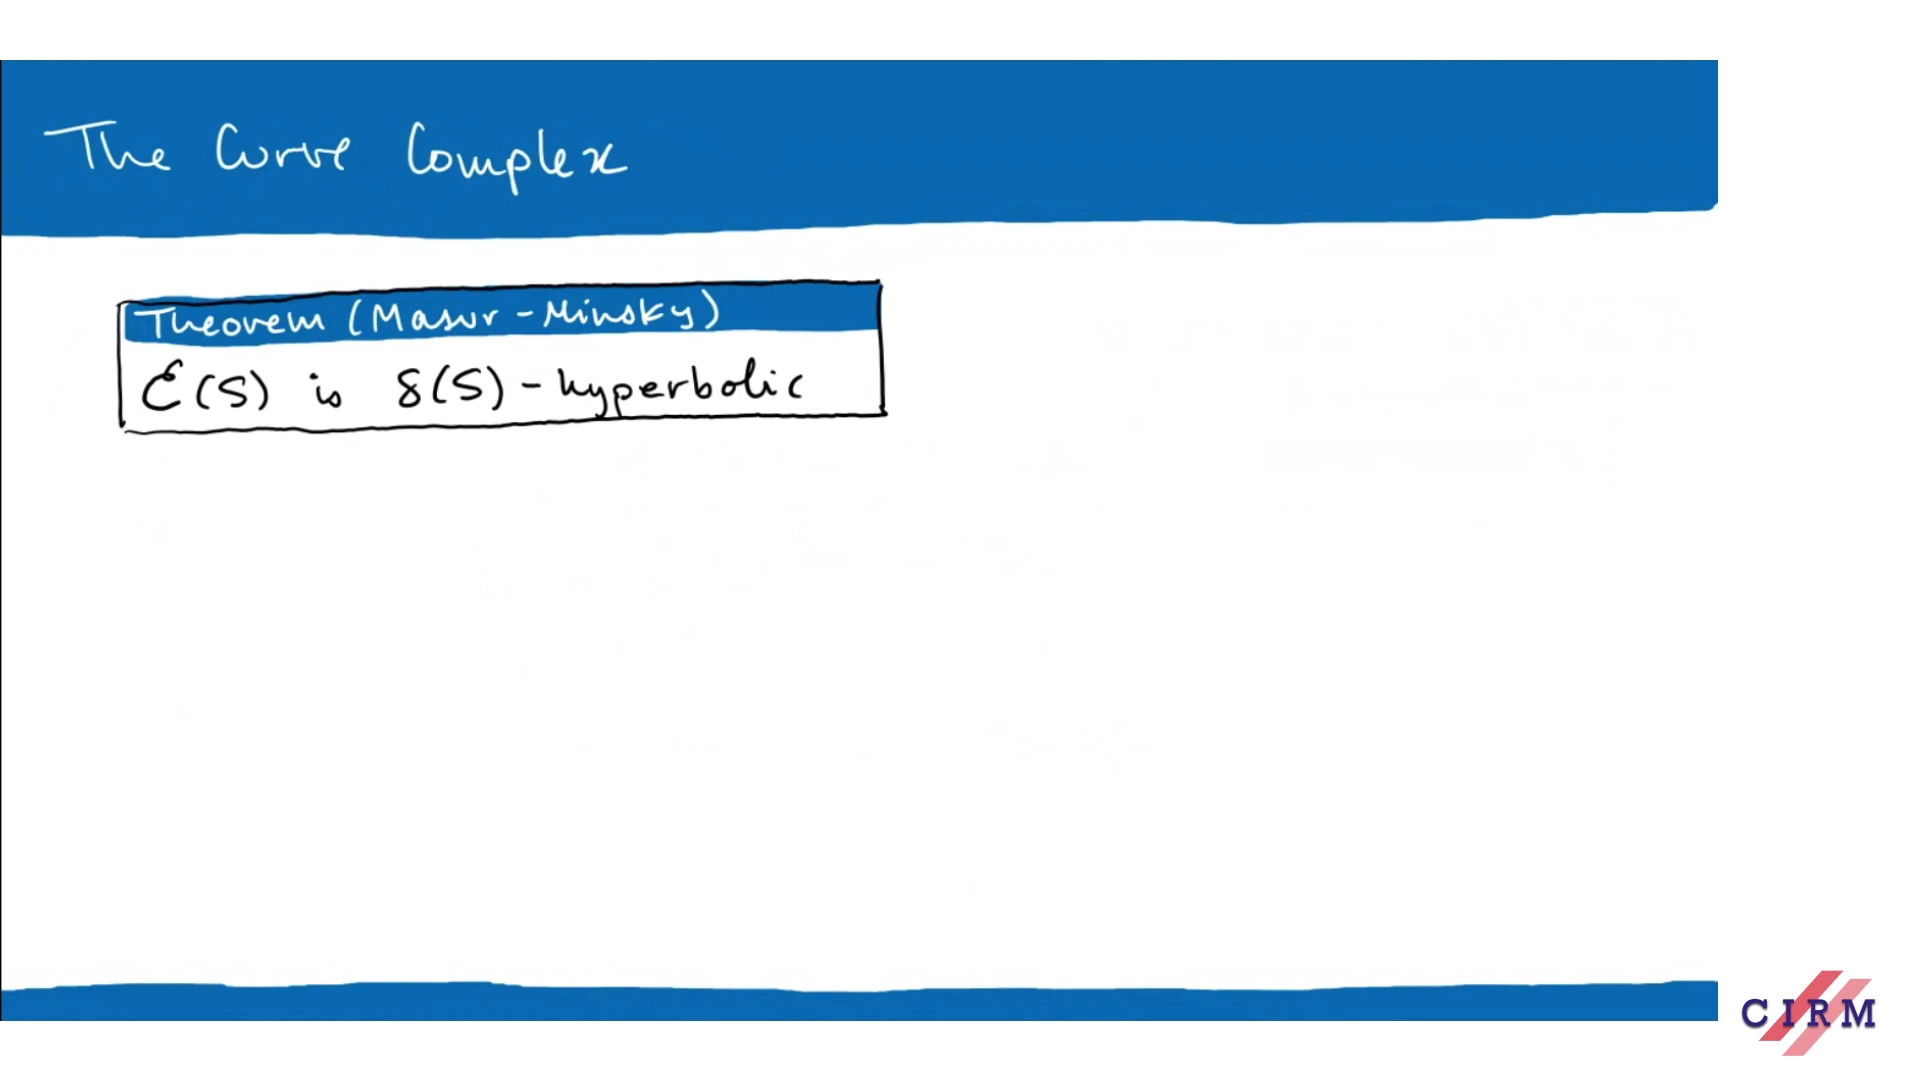 The Curve Complex
Theorem (Masur-Minsky)
C(S) is δ(S)-hyperbolic
CIRM